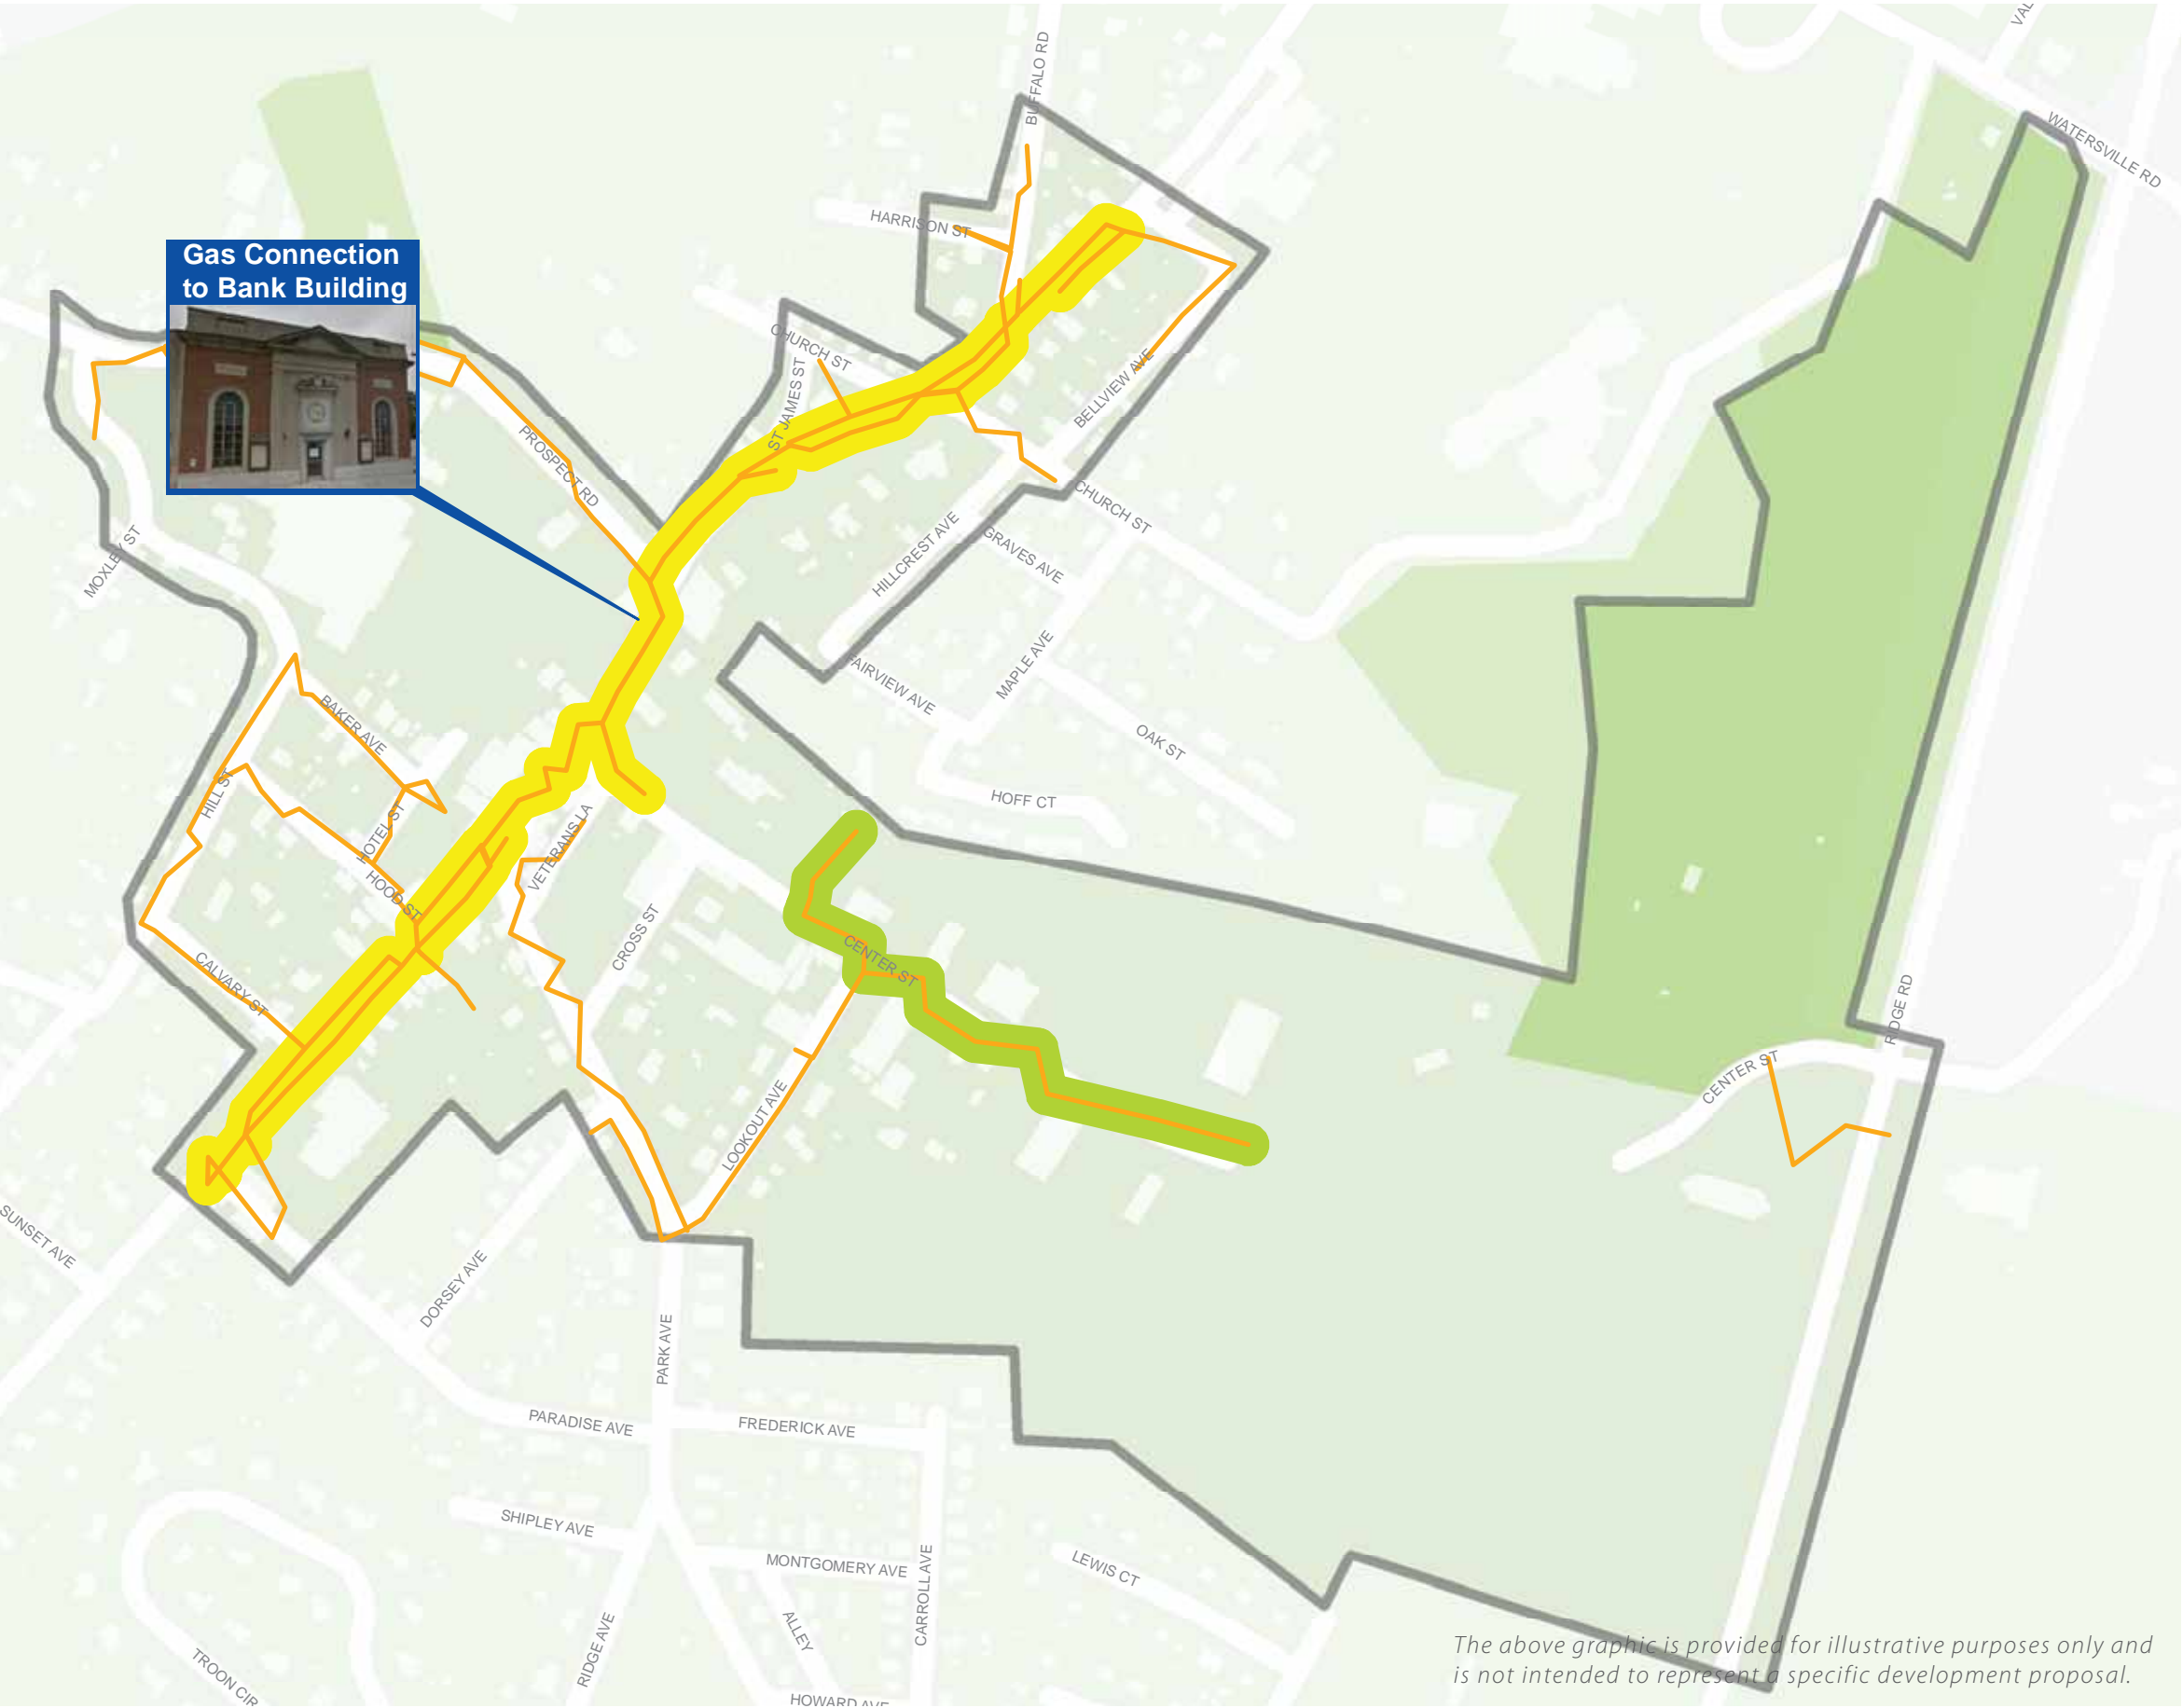 BUFFALO RD
VAL
WATERSVILLE RD
HARRISON ST
Gas Connection
to Bank Building
CHURCH ST
ST JAMES ST
BELLVIEW AVE
PROSPECT RD
CHURCH ST
MOXLEY ST
HILLCREST AVE
GRAVES AVE
FAIRVIEW AVE
MAPLE AVE
BAKER AVE
OAK ST
HILL ST
HOTEL ST
HOFF CT
VETERANS LA
HOOD ST
CROSS ST
CENTER ST
CALVARY ST
RIDGE RD
CENTER ST
LOOKOUT AVE
SUNSET AVE
DORSEY AVE
PARK AVE
PARADISE AVE
FREDERICK AVE
SHIPLEY AVE
MONTGOMERY AVE
CARROLL AVE
LEWIS CT
ALLEY
RIDGE AVE
TROON CIR
HOWARD AVE
The above graphic is provided for illustrative purposes only and
is not intended to represent a specific development proposal.